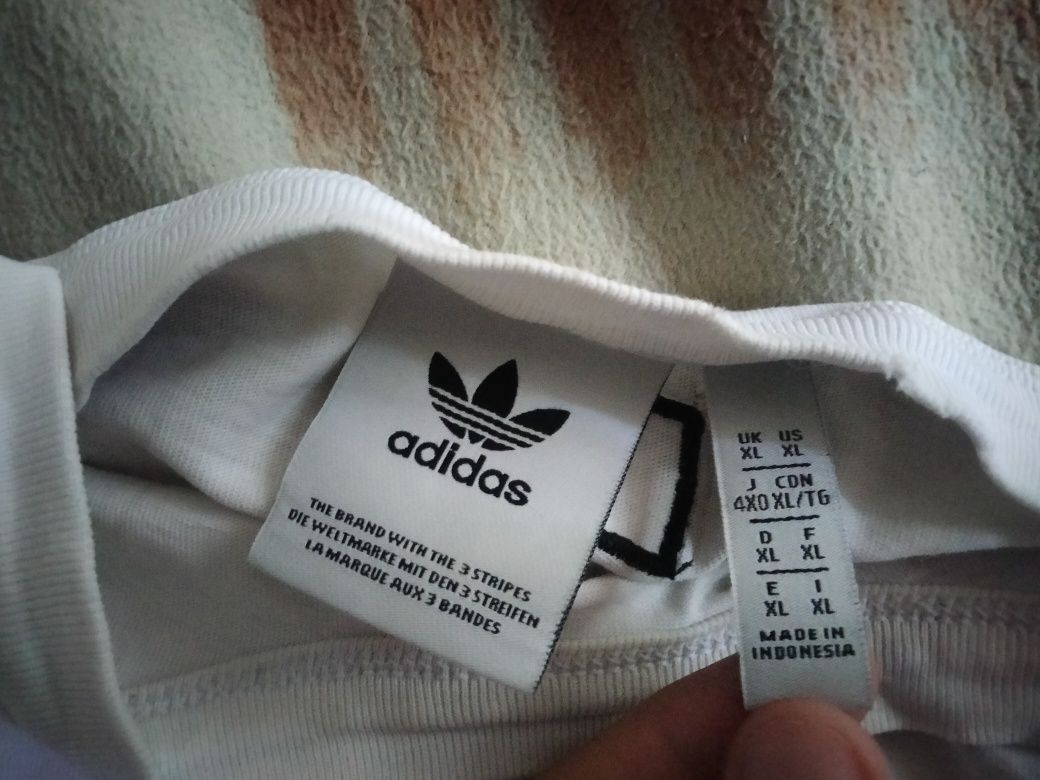 adidas
THE BRAND WITH THE 3 STRIPES
DIE WELTMARKE MIT DEN 3 STREIFEN
LA MARQUE AUX 3 BANDES
UK US
XL XL
J CDN
4XO XL/TG
D F
XL XL
E I
XL XL
MADE IN
INDONESIA